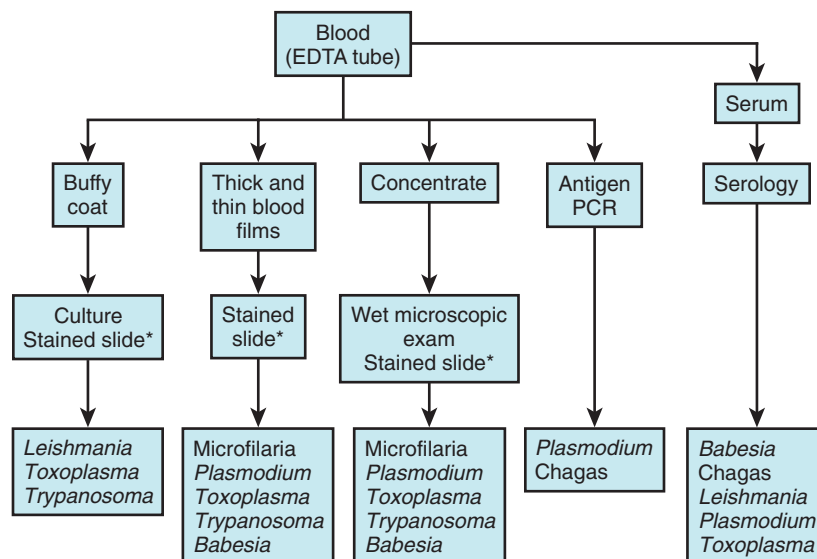 Blood
(EDTA tube)
Serum
Buffy
coat
Thick and
thin blood
films
Concentrate
Antigen
PCR
Serology
Culture
Stained slide*
Stained
slide*
Wet microscopic
exam
Stained slide*
Leishmania
Toxoplasma
Trypanosoma
Microfilaria
Plasmodium
Toxoplasma
Trypanosoma
Babesia
Microfilaria
Plasmodium
Toxoplasma
Trypanosoma
Babesia
Plasmodium
Chagas
Babesia
Chagas
Leishmania
Plasmodium
Toxoplasma